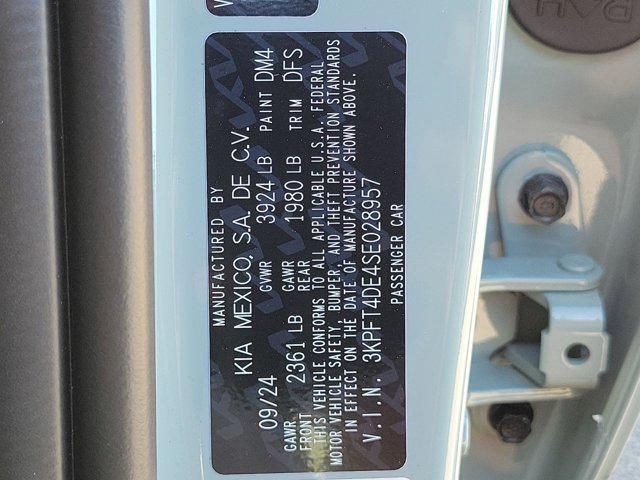 MANUFACTURED BY
KIA MEXICO, S.A. DE C.V.
09/24 GVWR 3924 LB PAINT DM4
GAWR FRONT 2361 LB GAWR REAR 1980 LB TRIM DFS
THIS VEHICLE CONFORMS TO ALL APPLICABLE U.S.A. FEDERAL
MOTOR VEHICLE SAFETY, BUMPER, AND THEFT PREVENTION STANDARDS
IN EFFECT ON THE DATE OF MANUFACTURE SHOWN ABOVE.
V.I.N. 3KPFT4DE4SE028957
PASSENGER CAR